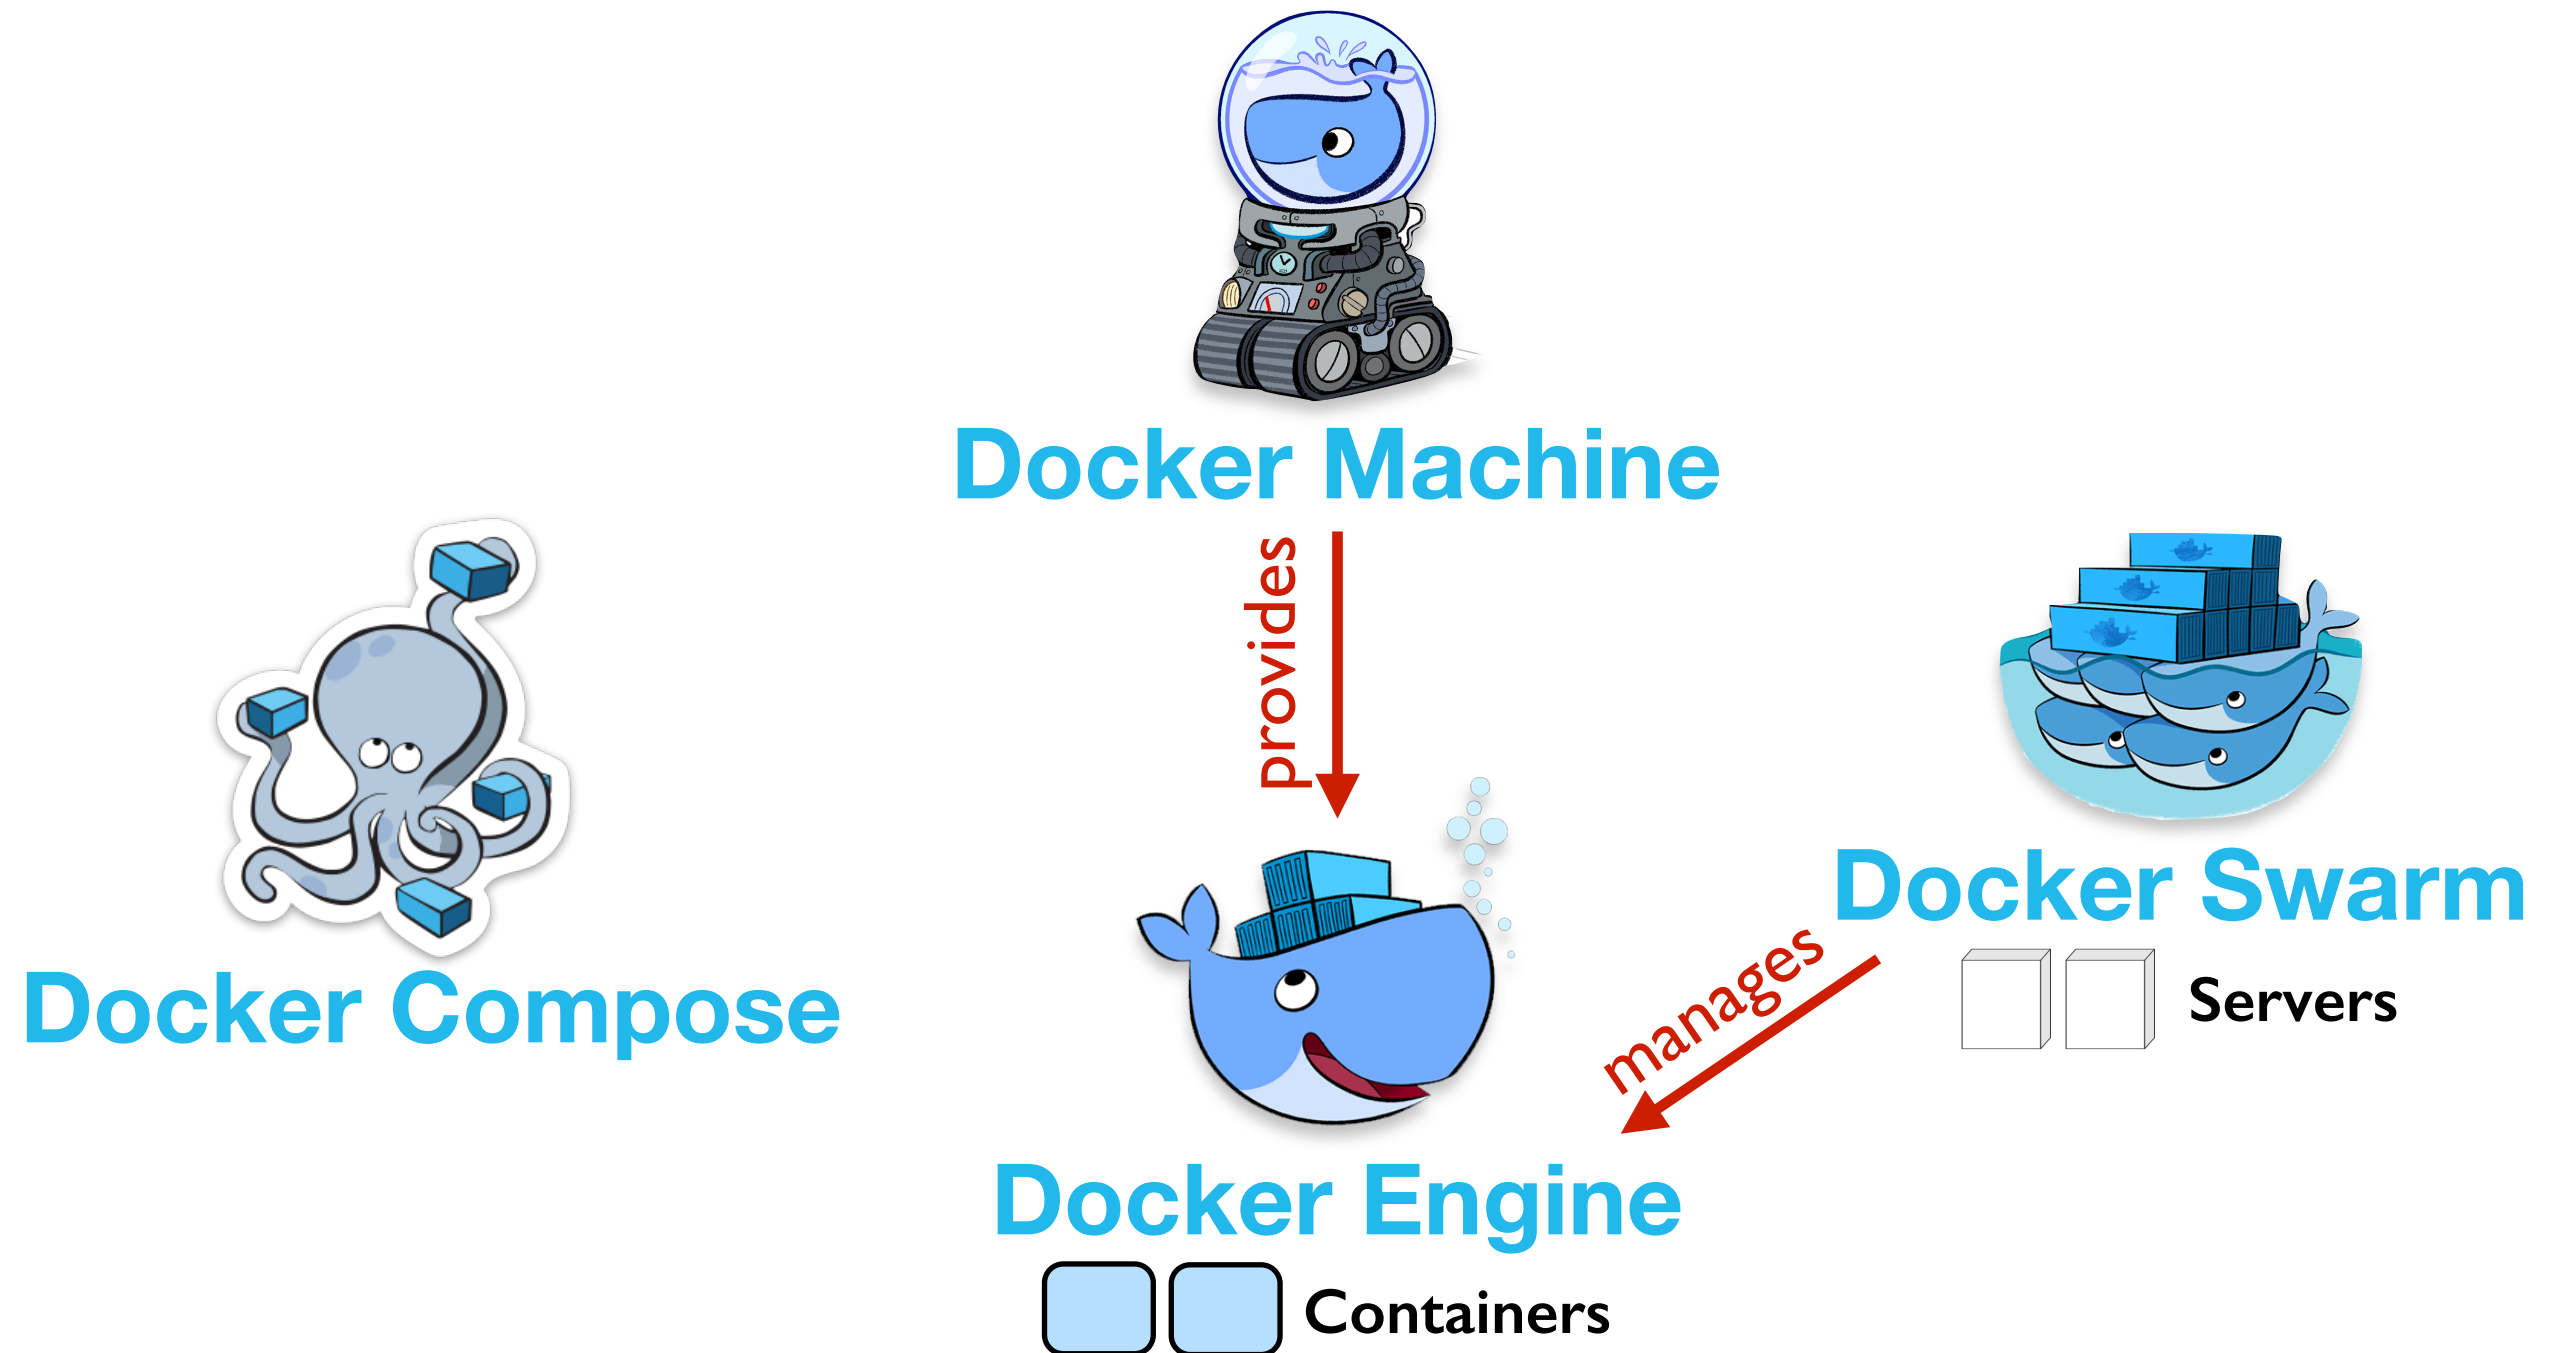 Docker Machine
provides
Docker Swarm
Servers
manages
Docker Compose
Docker Engine
Containers